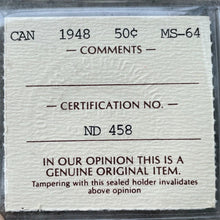 CAN 1948 50¢ MS-64
— COMMENTS —
— CERTIFICATION NO. —
ND 458
IN OUR OPINION THIS IS A
GENUINE ORIGINAL ITEM.
Tampering with this sealed holder invalidates
above opinion